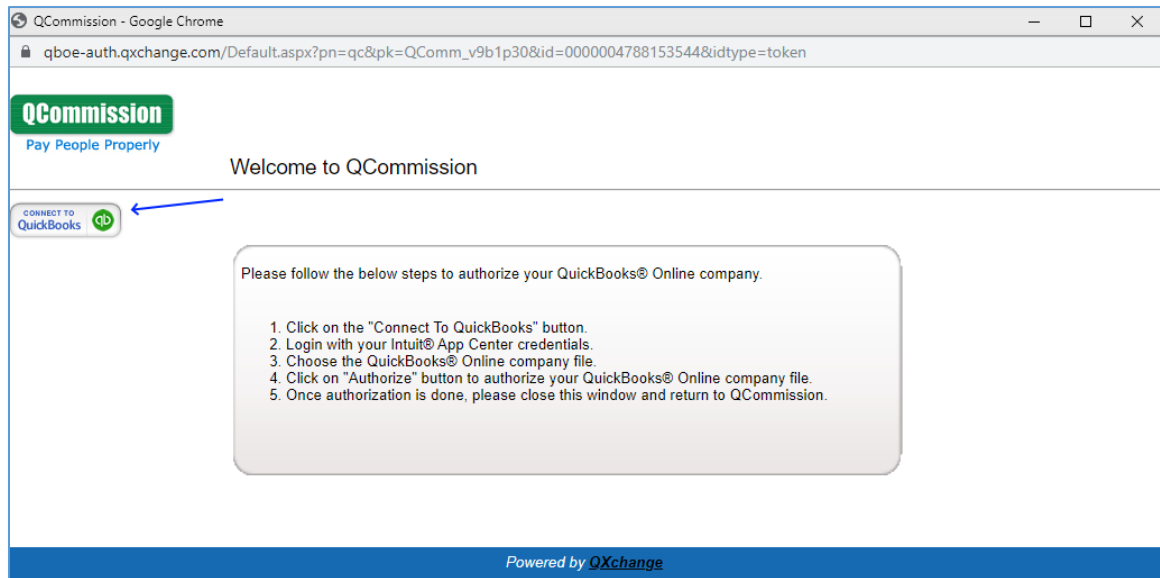 QCommission - Google Chrome
qboe-auth.qxchange.com/Default.aspx?pn=qc&pk=QComm_v9b1p30&id=0000004788153544&idtype=token
QCommission
Pay People Properly
Welcome to QCommission
CONNECT TO
QuickBooks qb
Please follow the below steps to authorize your QuickBooks® Online company.
1. Click on the "Connect To QuickBooks" button.
2. Login with your Intuit® App Center credentials.
3. Choose the QuickBooks® Online company file.
4. Click on "Authorize" button to authorize your QuickBooks® Online company file.
5. Once authorization is done, please close this window and return to QCommission.
Powered by QXchange